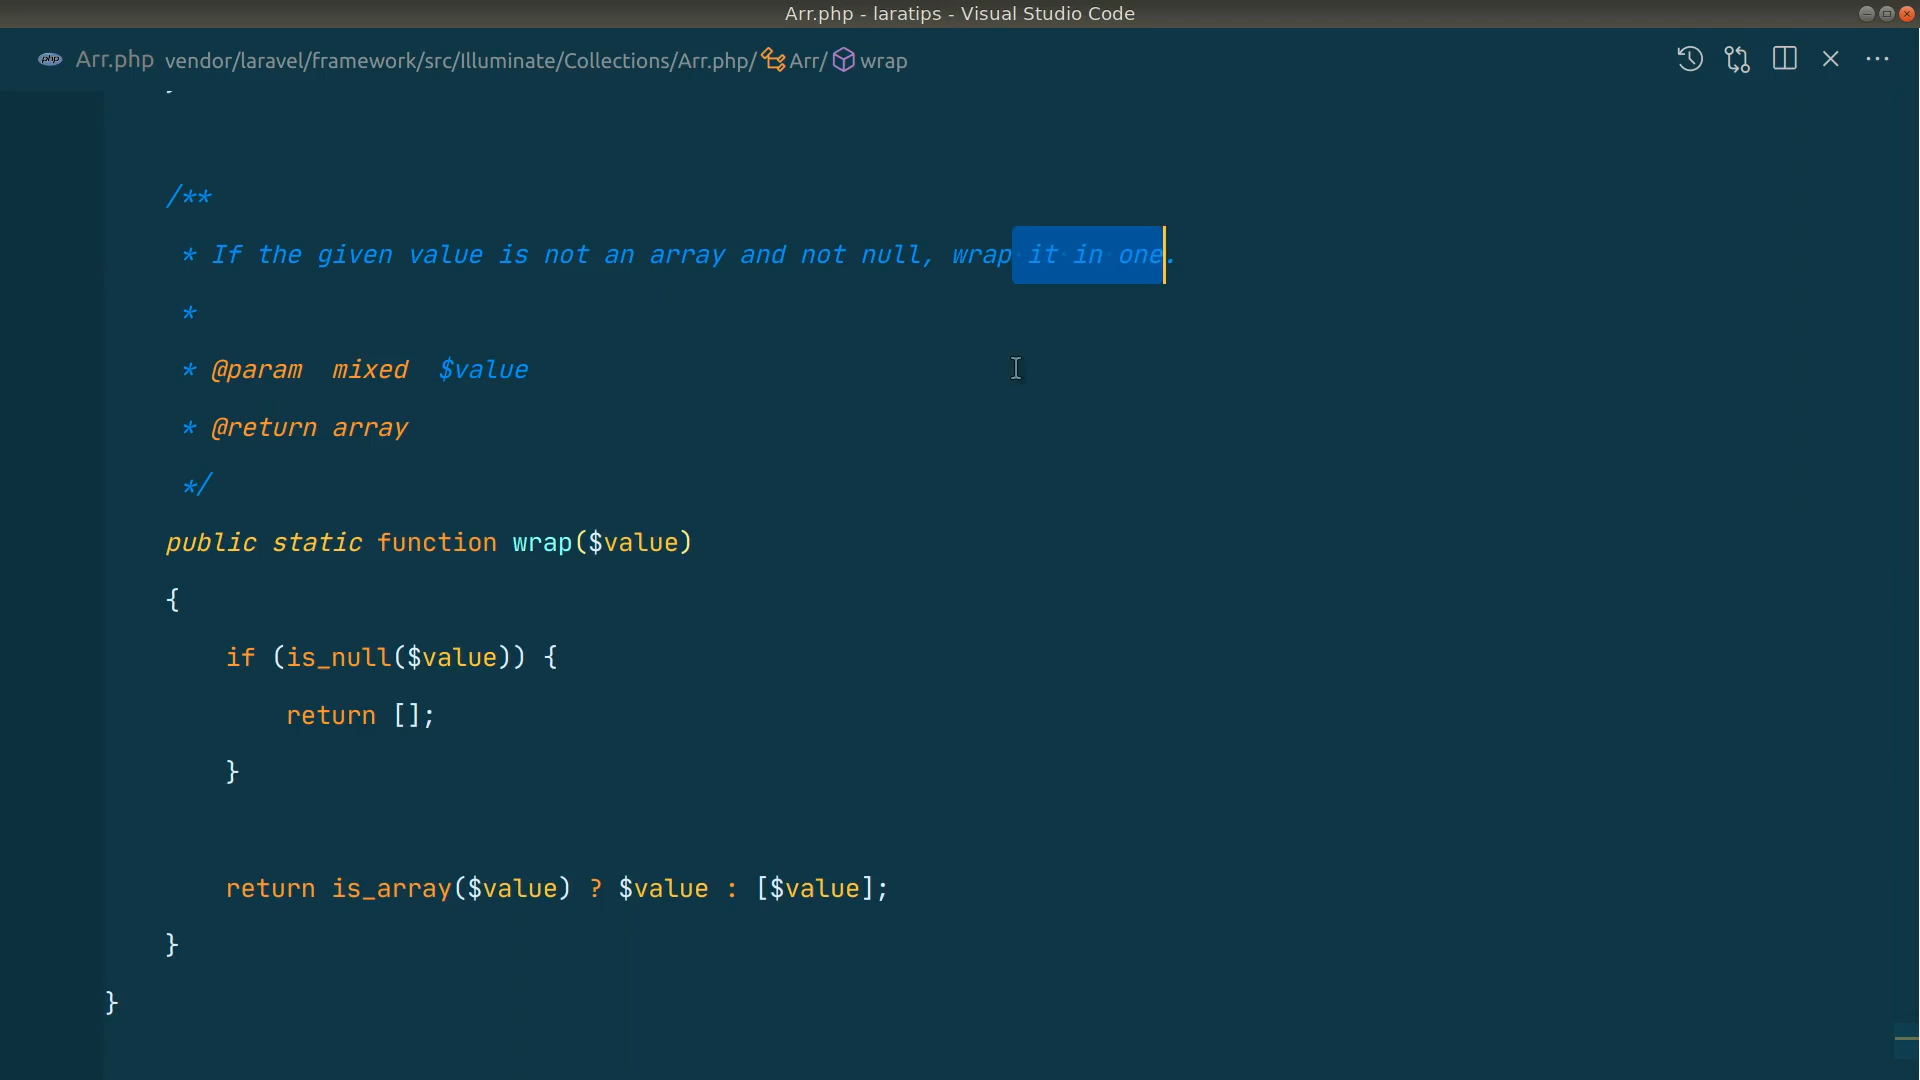 Arr.php - laratips - Visual Studio Code
php Arr.php vendor/laravel/framework/src/Illuminate/Collections/Arr.php/ Arr/ wrap
}
/**
* If the given value is not an array and not null, wrap it in one.
*
* @param  mixed  $value
* @return array
*/
public static function wrap($value)
{
if (is_null($value)) {
return [];
}
return is_array($value) ? $value : [$value];
}
}